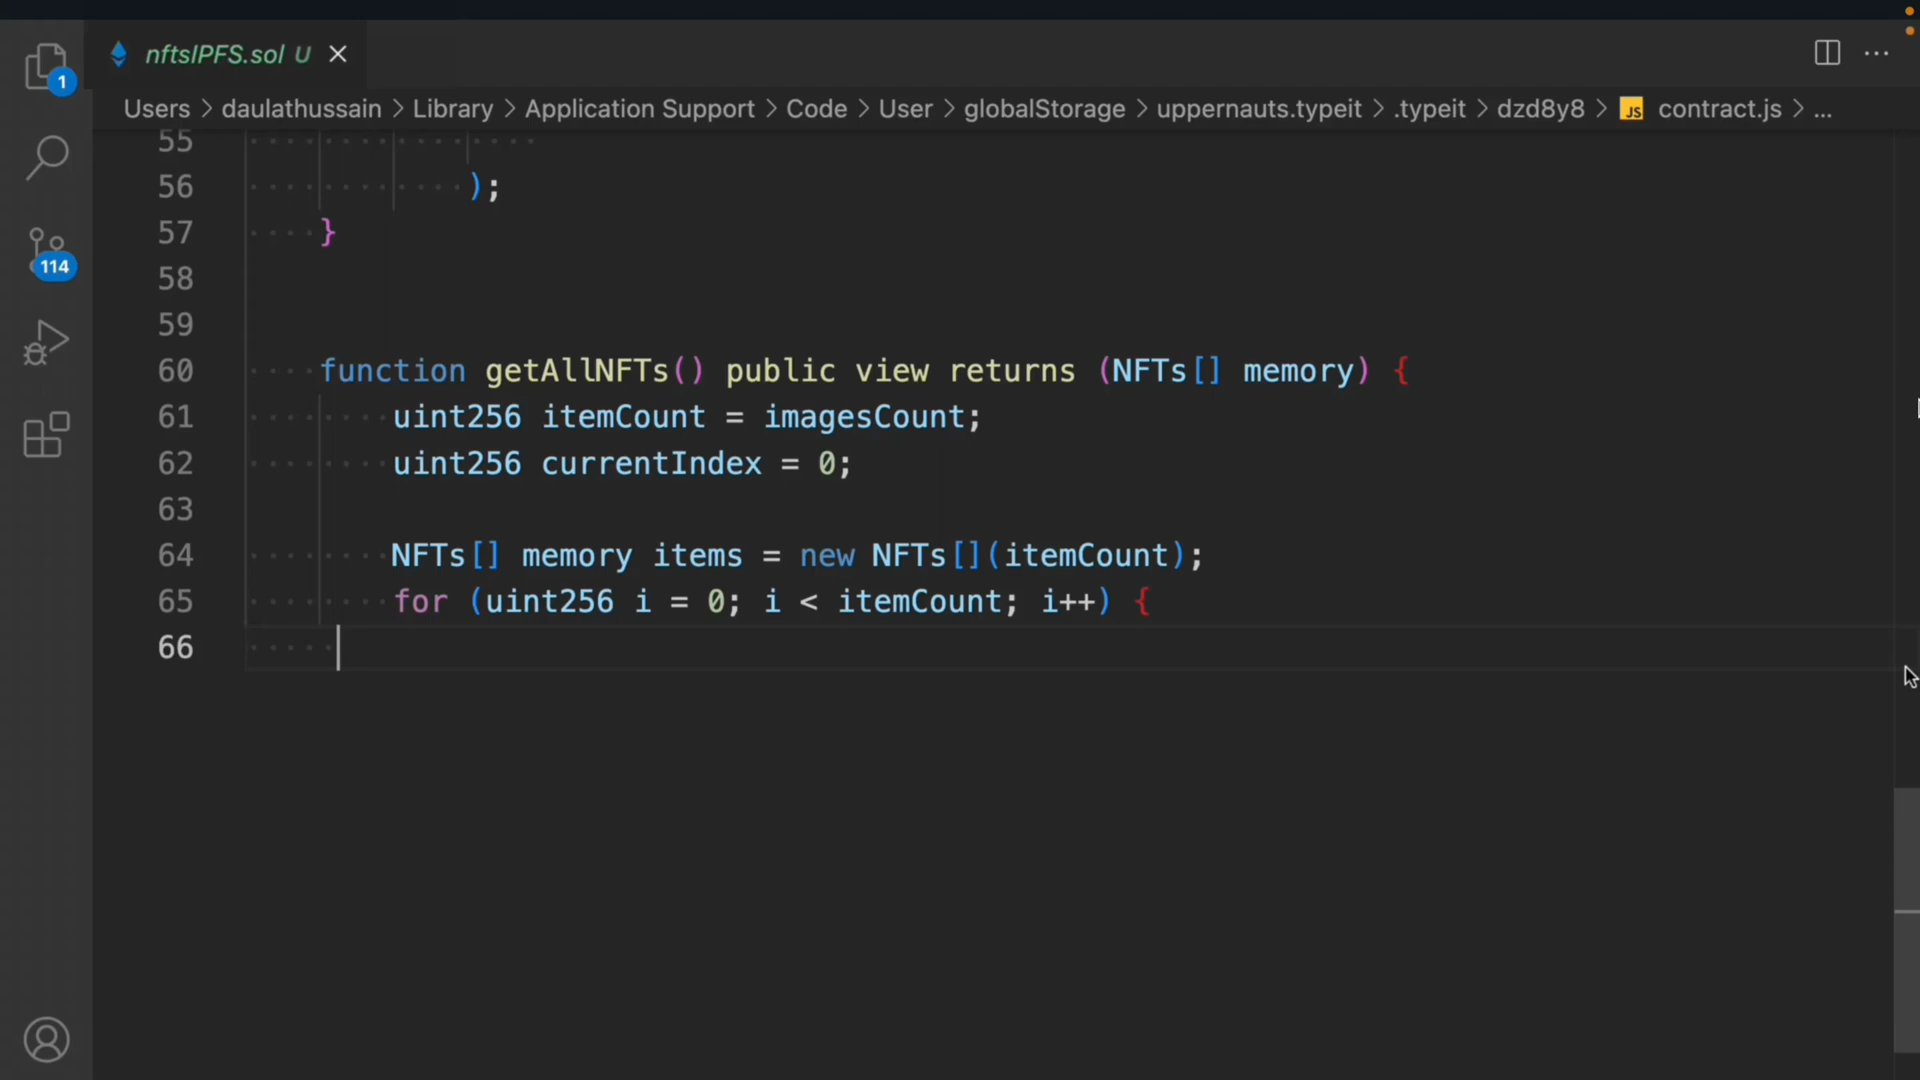 nftsIPFS.sol U
1
Users > daulathussain > Library > Application Support > Code > User > globalStorage > uppernauts.typeit > .typeit > dzd8y8 > JS contract.js > ...
114
55
56 );
57 }
58
59
60 function getAllNFTs() public view returns (NFTs[] memory) {
61 uint256 itemCount = imagesCount;
62 uint256 currentIndex = 0;
63
64 NFTs[] memory items = new NFTs[](itemCount);
65 for (uint256 i = 0; i < itemCount; i++) {
66